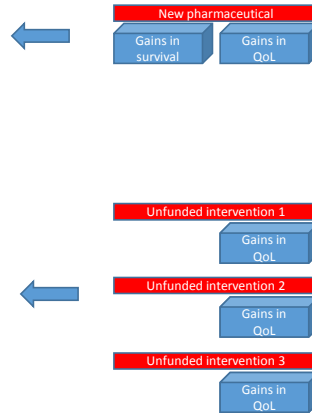 New pharmaceutical
Gains in survival
Gains in QoL
Unfunded intervention 1
Gains in QoL
Unfunded intervention 2
Gains in QoL
Unfunded intervention 3
Gains in QoL